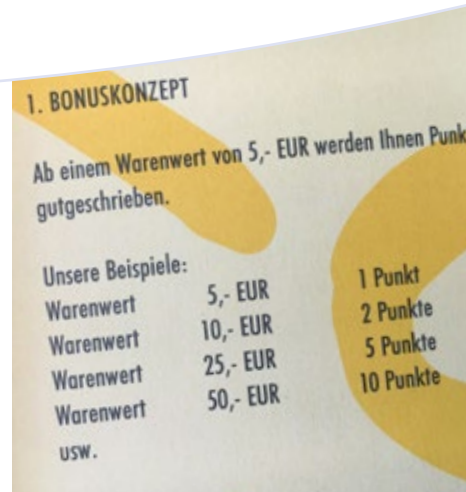 1. BONUSKONZEPT
Ab einem Warenwert von 5,- EUR werden Ihnen
gutgeschrieben.
Unsere Beispiele:
Warenwert 5,- EUR 1 Punkt
Warenwert 10,- EUR 2 Punkte
Warenwert 25,- EUR 5 Punkte
Warenwert 50,- EUR 10 Punkte
usw.